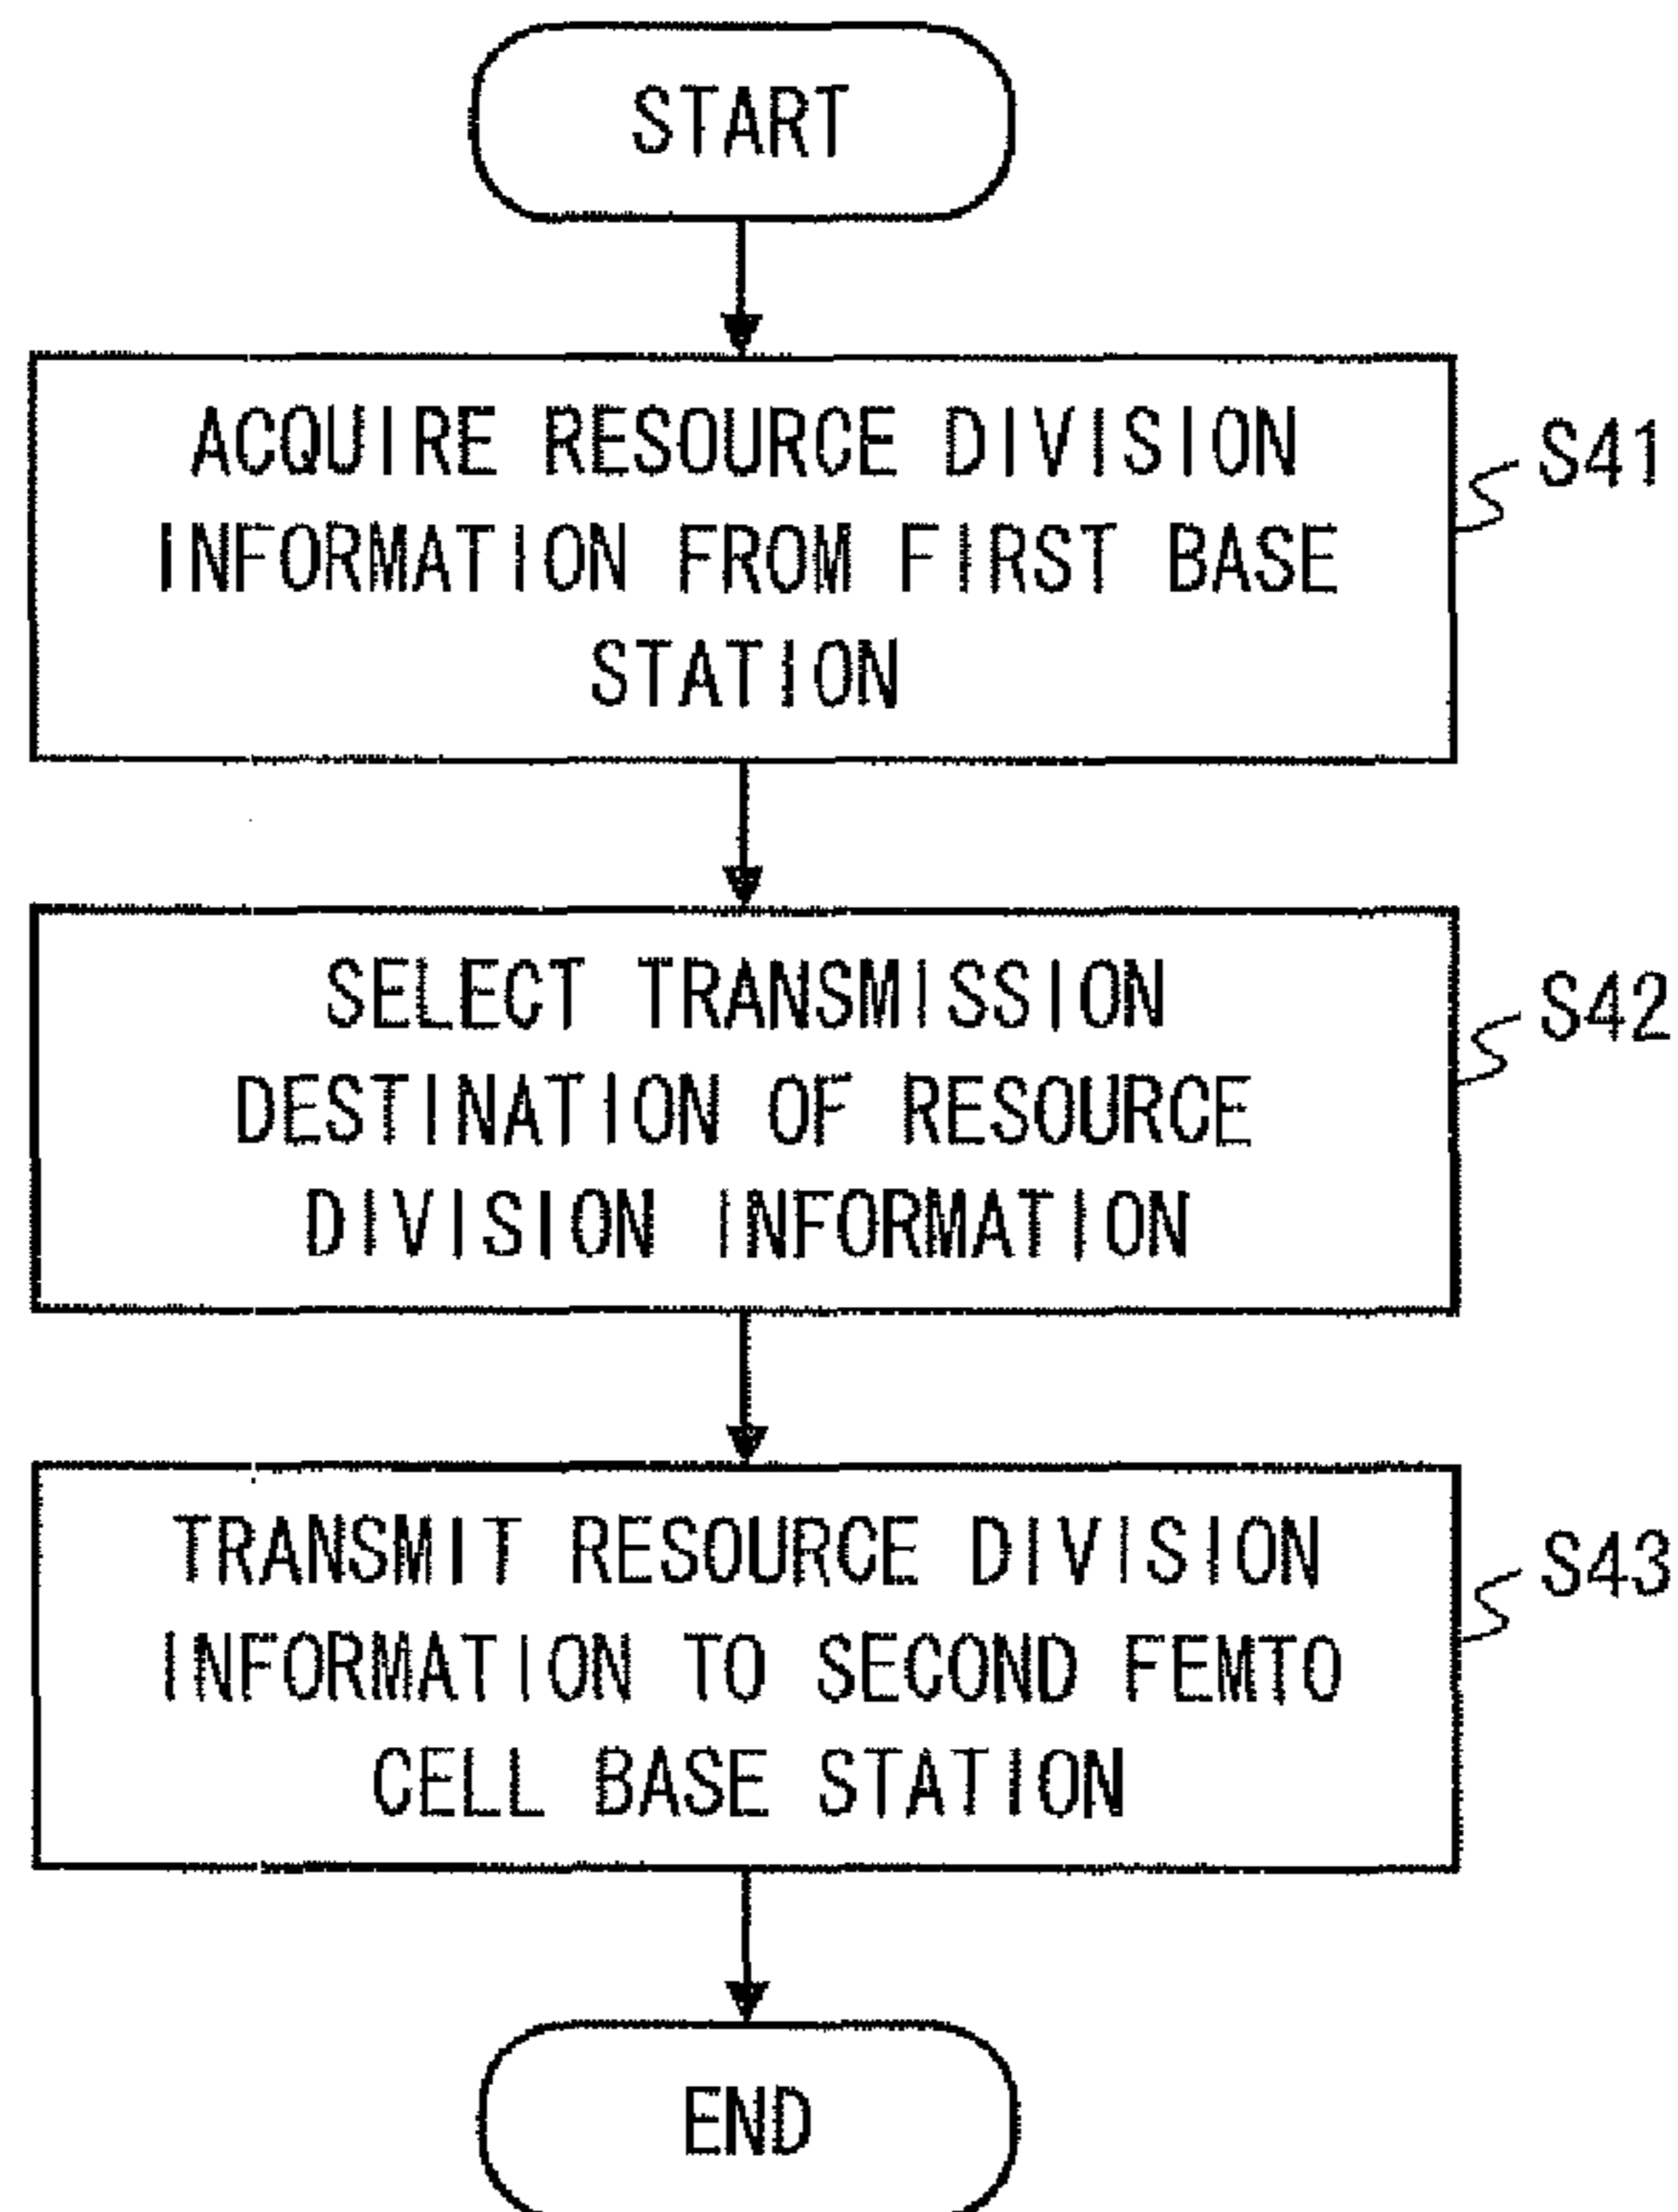 START
ACQUIRE RESOURCE DIVISION
INFORMATION FROM FIRST BASE
STATION
S41
SELECT TRANSMISSION
DESTINATION OF RESOURCE
DIVISION INFORMATION
S42
TRANSMIT RESOURCE DIVISION
INFORMATION TO SECOND FEMTO
CELL BASE STATION
S43
END